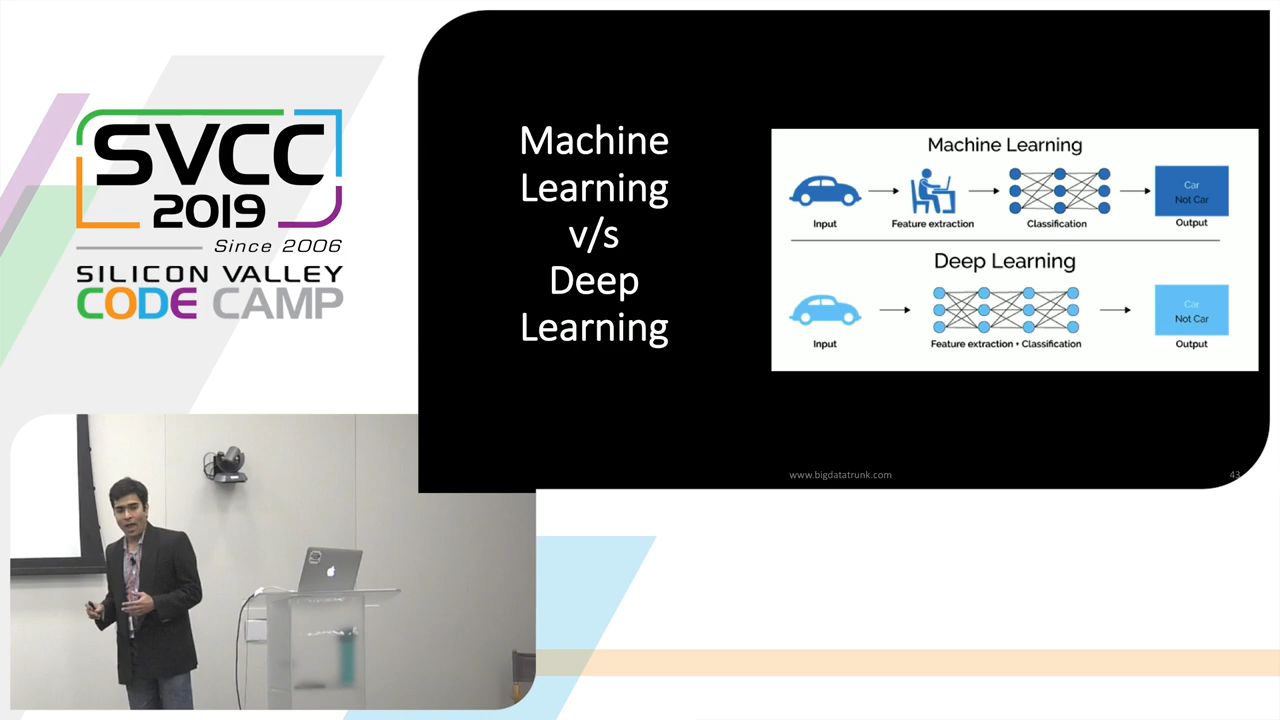 SVCC
2019
Since 2006
SILICON VALLEY
CODE CAMP
Machine
Learning
v/s
Deep
Learning
Machine Learning
Input
Feature extraction
Classification
Car
Not Car
Output
Deep Learning
Input
Feature extraction + Classification
Car
Not Car
Output
www.bigdatatrunk.com
43